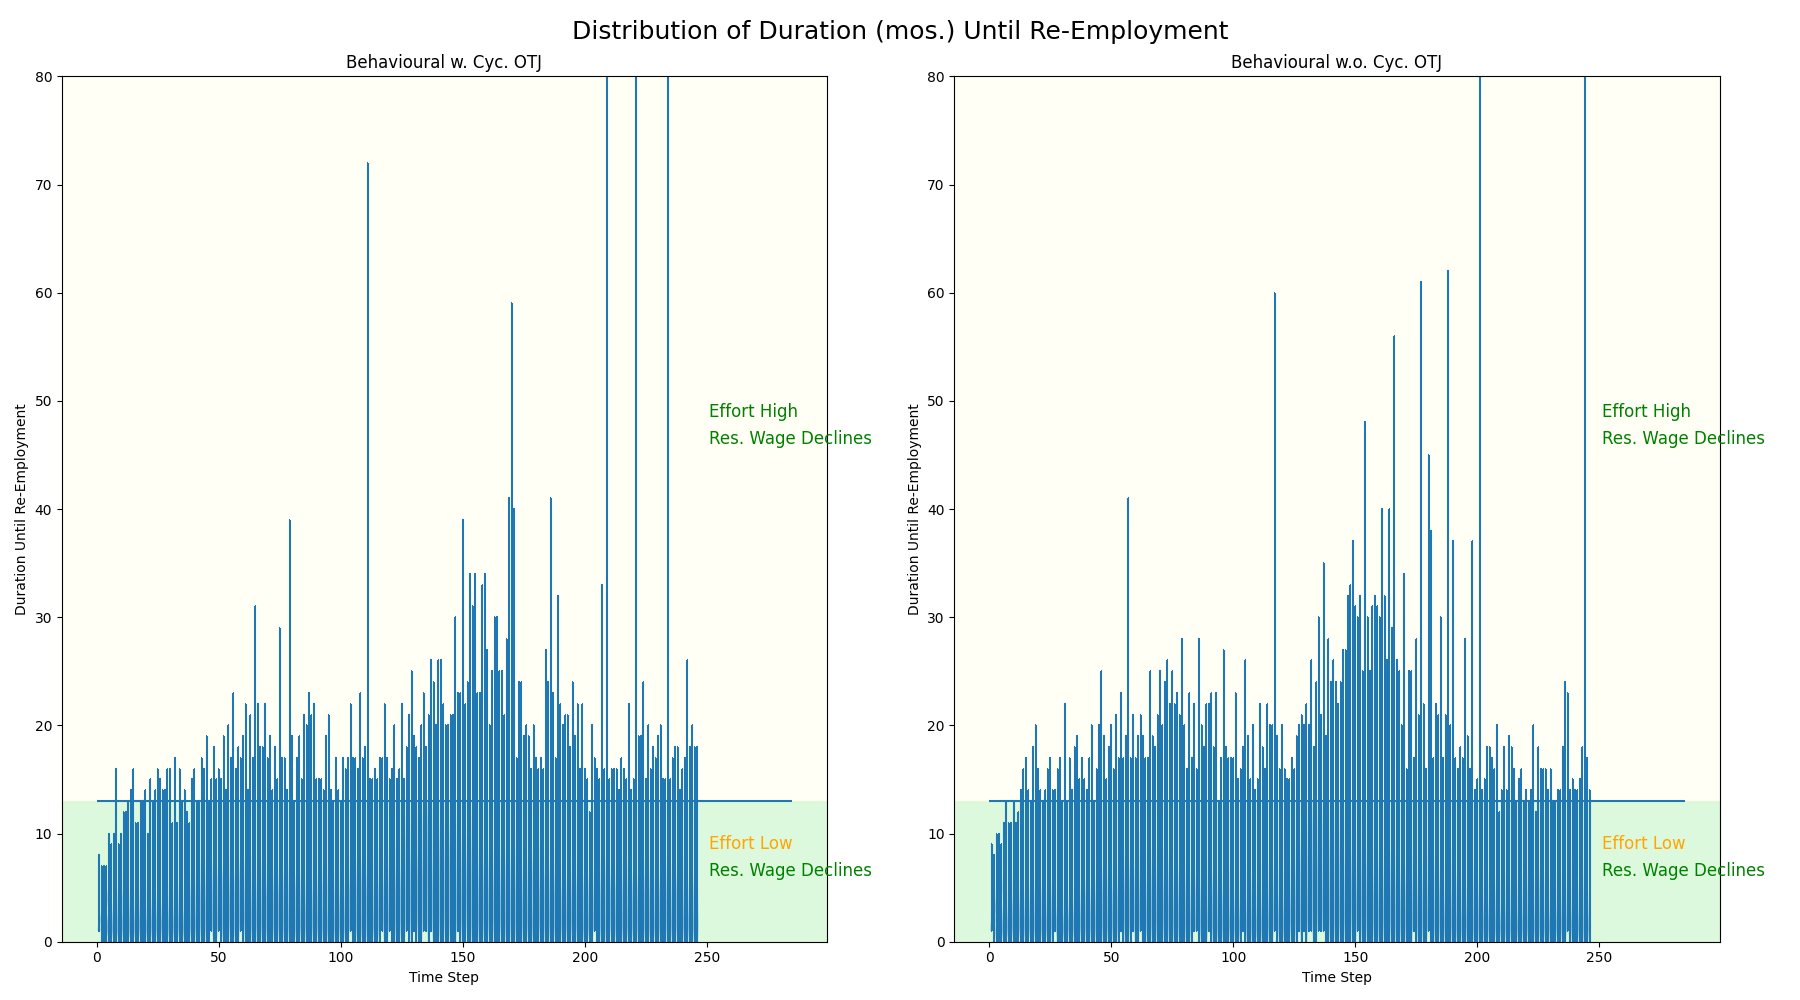 Distribution of Duration (mos.) Until Re-Employment
Behavioural w. Cyc. OTJ
80
70
60
50
40
30
20
10
0
Duration Until Re-Employment
Effort High
Res. Wage Declines
Effort Low
Res. Wage Declines
0
50
100
150
200
250
Time Step
Behavioural w.o. Cyc. OTJ
80
70
60
50
40
30
20
10
0
Duration Until Re-Employment
Effort High
Res. Wage Declines
Effort Low
Res. Wage Declines
0
50
100
150
200
250
Time Step